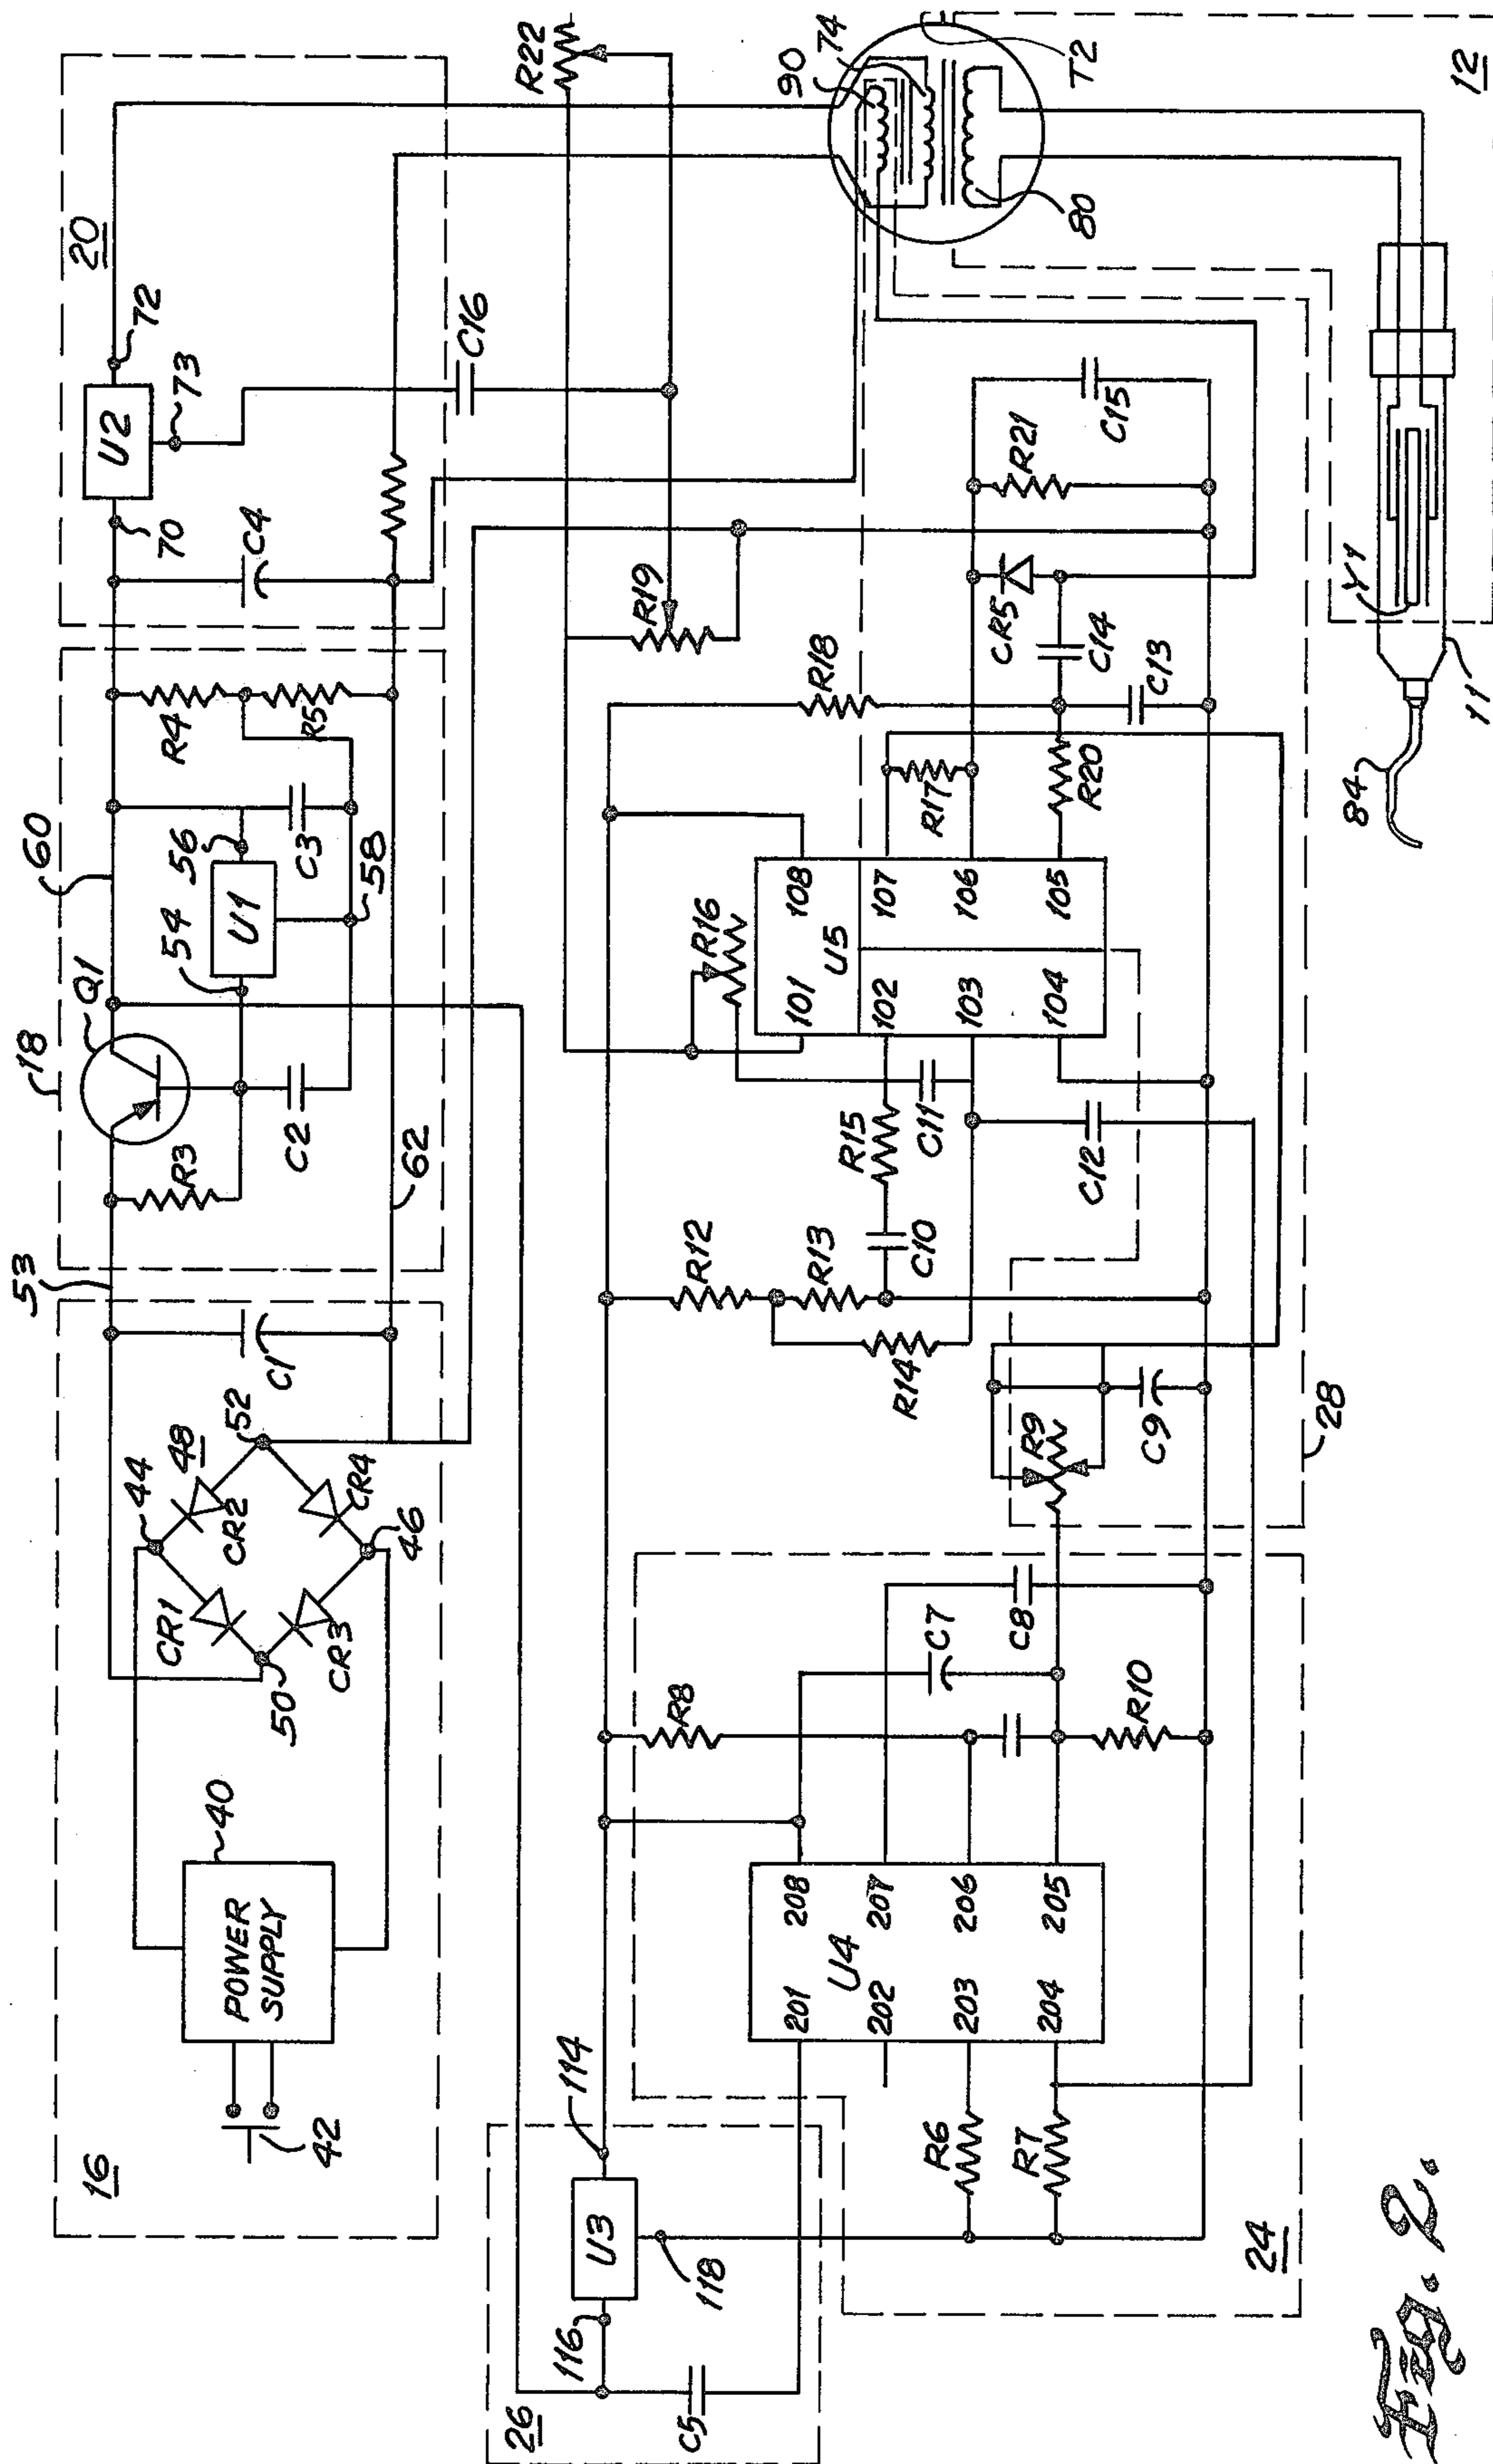 16
42
POWER
SUPPLY
40
44
CR1
CR2
48
52
50
CR3
CR4
46
C1
53
18
Q1
R3
C2
54
U1
56
58
C3
60
R4
R5
62
20
70
U2
72
73
C4
C16
R22
R19
90
74
T2
80
12
26
116
U3
114
118
C5
24
R6
R7
U4
201
202
203
204
208
207
206
205
R8
C7
C8
R10
28
R9
C9
R12
R13
R14
C10
R15
C11
C12
R16
U5
101
102
103
104
108
107
106
105
R17
R18
R20
CR5
C14
C13
R21
C15
84
11
Y1
Fig. 2.